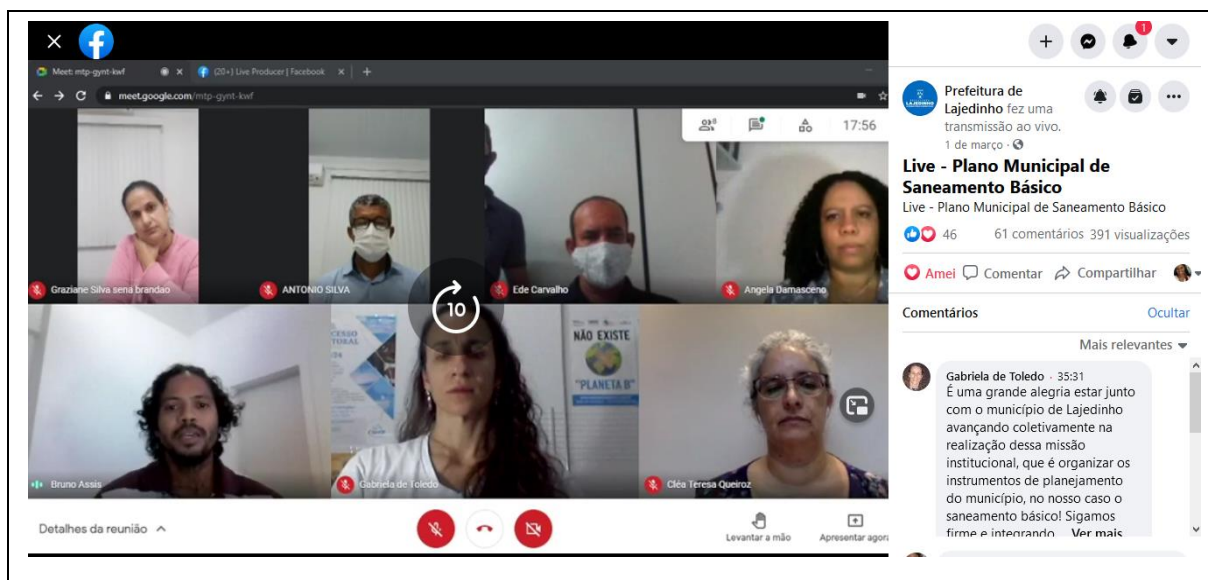 Meet: mtp-gynt-kwf
(20+) Live Producer | Facebook
meet.google.com/mtp-gynt-kwf
17:56
Graziane Silva sena brandao
ANTONIO SILVA
Ede Carvalho
Angela Damasceno
10
NÃO EXISTE
"PLANETA B"
Bruno Assis
Gabriela de Toledo
Cléa Teresa Queiroz
Detalhes da reunião
Levantar a mão
Apresentar agora
1
Prefeitura de
Lajedinho fez uma
transmissão ao vivo.
1 de março ·
Live - Plano Municipal de
Saneamento Básico
Live - Plano Municipal de Saneamento Básico
46 61 comentários 391 visualizações
Amei Comentar Compartilhar
Comentários Ocultar
Mais relevantes
Gabriela de Toledo · 35:31
É uma grande alegria estar junto
com o município de Lajedinho
avançando coletivamente na
realização dessa missão
institucional, que é organizar os
instrumentos de planejamento
do município, no nosso caso o
saneamento básico! Sigamos
firme e integrando... Ver mais